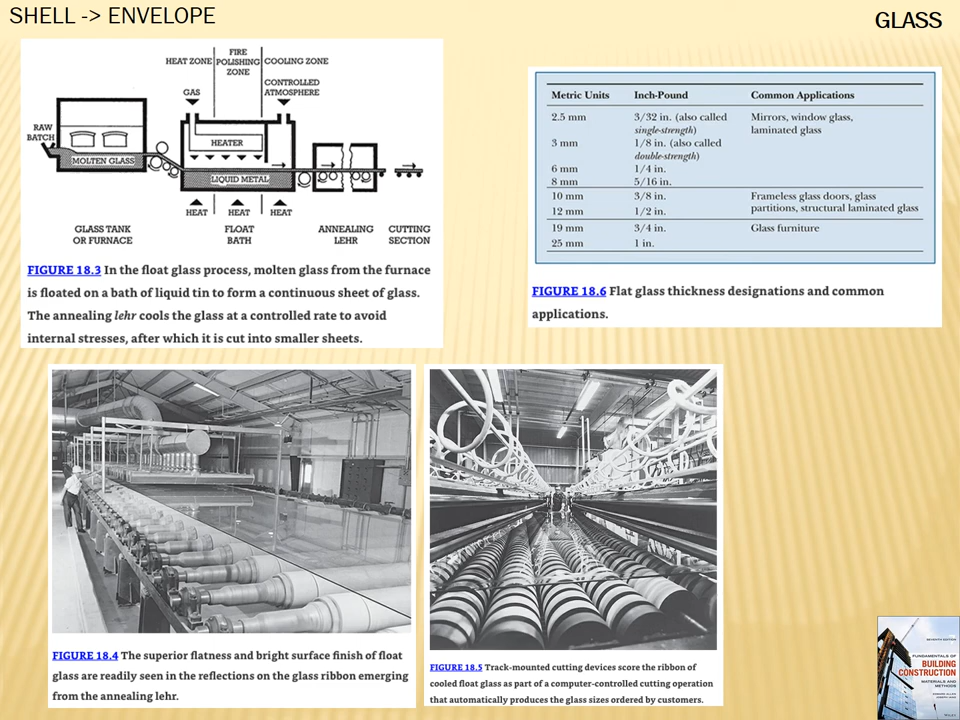 SHELL -> ENVELOPE
GLASS
HEAT ZONE
FIRE
POLISHING
ZONE
COOLING ZONE
GAS
CONTROLLED
ATMOSPHERE
RAW
BATCH
MOLTEN GLASS
HEATER
LIQUID METAL
HEAT HEAT HEAT
GLASS TANK
OR FURNACE
FLOAT
BATH
ANNEALING
LEHR
CUTTING
SECTION
FIGURE 18.3 In the float glass process, molten glass from the furnace
is floated on a bath of liquid tin to form a continuous sheet of glass.
The annealing lehr cools the glass at a controlled rate to avoid
internal stresses, after which it is cut into smaller sheets.
Metric Units Inch-Pound Common Applications
2.5 mm 3/32 in. (also called Mirrors, window glass,
single-strength) laminated glass
3 mm 1/8 in. (also called
double-strength)
6 mm 1/4 in.
8 mm 5/16 in.
10 mm 3/8 in. Frameless glass doors, glass
12 mm 1/2 in. partitions, structural laminated glass
19 mm 3/4 in. Glass furniture
25 mm 1 in.
FIGURE 18.6 Flat glass thickness designations and common
applications.
FIGURE 18.4 The superior flatness and bright surface finish of float
glass are readily seen in the reflections on the glass ribbon emerging
from the annealing lehr.
FIGURE 18.5 Track-mounted cutting devices score the ribbon of
cooled float glass as part of a computer-controlled cutting operation
that automatically produces the glass sizes ordered by customers.
SEVENTH EDITION
FUNDAMENTALS OF
BUILDING
CONSTRUCTION
MATERIALS AND
METHODS
EDWARD ALLEN
JOSEPH IANO
WILEY